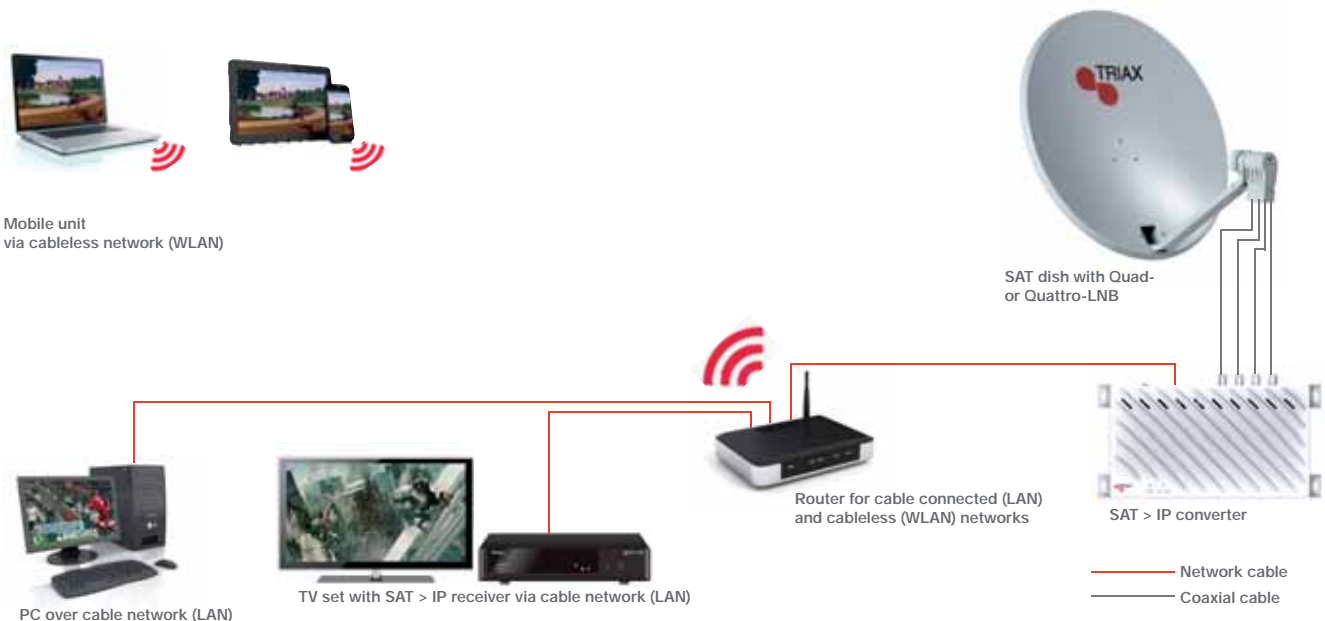 TRIAX
Mobile unit
via cableless network (WLAN)
SAT dish with Quad-
or Quattro-LNB
Router for cable connected (LAN)
and cableless (WLAN) networks
SAT > IP converter
Network cable
Coaxial cable
TV set with SAT > IP receiver via cable network (LAN)
PC over cable network (LAN)